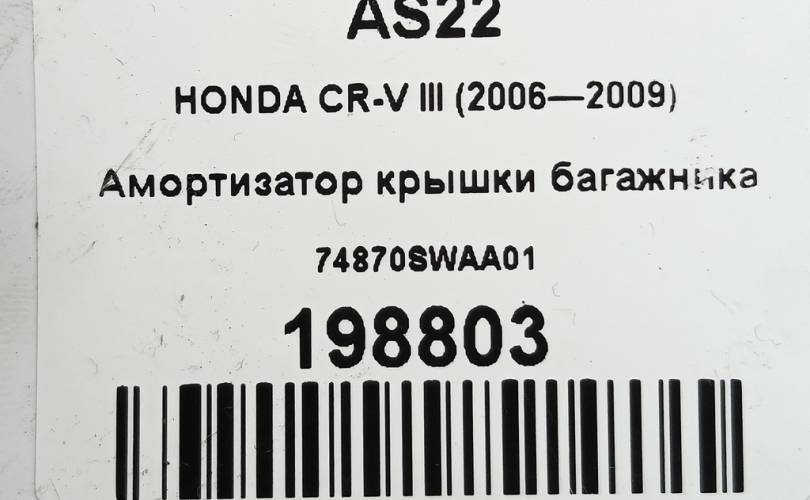 AS22
HONDA CR-V III (2006—2009)
Амортизатор крышки багажника
74870SWAA01
198803